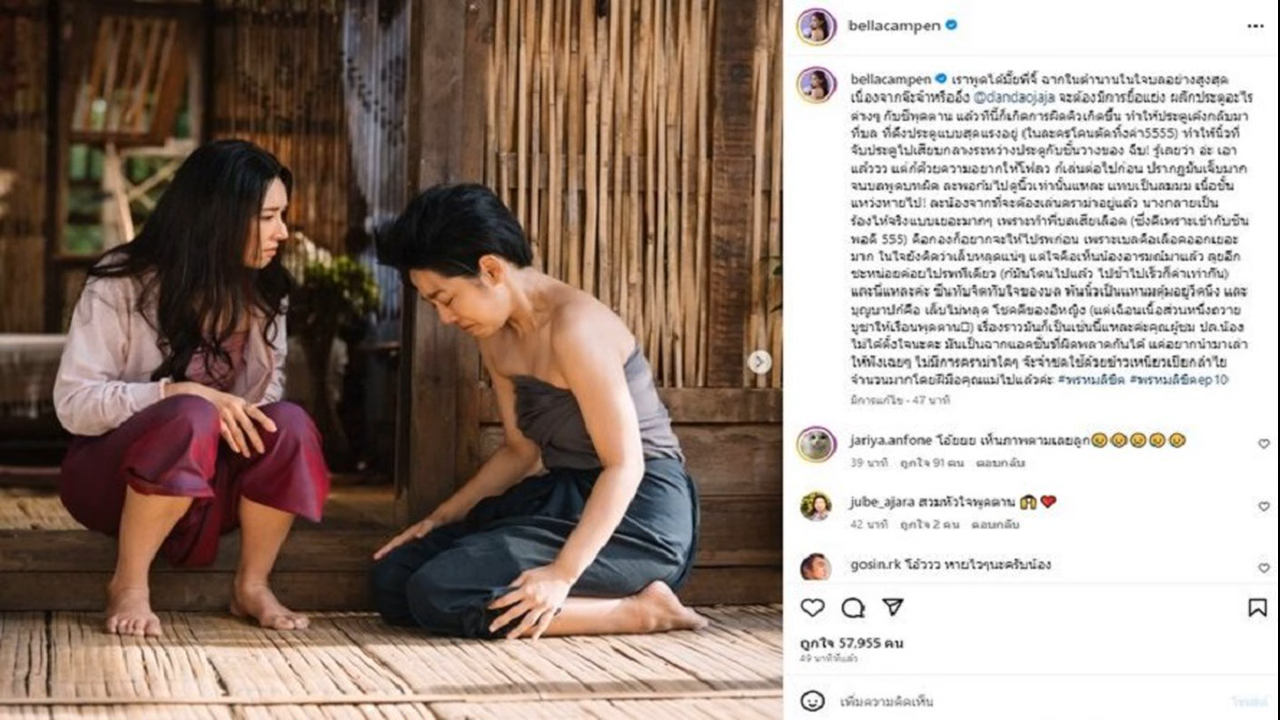 bellacampen
bellacampen เราพูดได้มั๊ยพี่จี้ ฉากในตำนานในใจบลอย่างสุงสุด
เนื่องจากจ๊ะจ๋าหรืออึ่ง @dandaojaja จะต้องมีการยื้อแย่ง ผลักประตูอะไร
ต่างๆ กับชีพุดตาน แล้วทีนี้ก็เกิดการผิดคิวเกิดขึ้น ทำให้ประตูเด้งกลับมา
ที่บล ที่ดึงประตูแบบสุดแรงอยู่ (ในละครโดนตัดทิ้งค่า5555) ทำให้นิ้วที่
จับประตูไปเสียบกลางระหว่างประตูกับชั้นวางของ ฉึบ! รู้เลยว่า อ่ะ เอา
แล้ววว แต่ก็ด้วยความอยากให้โฟลว ก็เล่นต่อไปก่อน ปรากฏมันเจ็บมาก
จนบลพูดบทผิด ละพอก้มไปดูนิ้วเท่านั้นแหละ แทบเป็นลมมม เนื้อชั้น
แหว่งหายไป! ละน้องจากที่จะต้องเล่นดราม่าอยู่แล้ว นางกลายเป็น
ร้องไห้จริงแบบเยอะมากๆ เพราะทำพี่บลเสียเลือด (ซึ่งดีเพราะเข้ากับซีน
พอดี 555) คือกองก็อยากจะให้ไปรพก่อน เพราะเบลคือเลือดออกเยอะ
มาก ในใจยังคิดว่าเล็บหลุดแน่ๆ แต่ใจคือเห็นน้องอารมณ์มาแล้ว ลุยอีก
ซะหน่อยค่อยไปรพทีเดียว (ก็มันโดนไปแล้ว ไปช้าไปเร็วก็ค่าเท่ากัน)
และนี่แหละค่ะ ซีนทับจิตทับใจของบล พันนิ้วเป็นแหนมตุ้มอยู่วีคนึง และ
บุญบาปก็คือ เล็บไม่หลุด โชคดีของอีหญิง (แต่เฉือนเนื้อส่วนหนึ่งถวาย
บูชาให้เรือนพุดตาน) เรื่องราวมันก็เป็นเช่นนี้แหละค่ะคุณผู้ชม ปล.น้อง
ไม่ได้ตั้งใจนะคะ มันเป็นฉากแอคชั่นที่ผิดพลาดกันได้ แค่อยากนำมาเล่า
ให้ฟังเฉยๆ ไม่มีการดราม่าใดๆ จ๊ะจ๋าชดใช้ด้วยข้าวเหนียวเปียกลำไย
จำนวนมากโดยฝีมือคุณแม่ไปแล้วค่ะ #พรหมลิขิต #พรหมลิขิตep10
มีการแก้ไข · 47 นาที
jariya.anfone โอ้ยยย เห็นภาพตามเลยลูก😖😖😖😖😖
39 นาที ถูกใจ 91 คน ตอบกลับ
jube_ajara สวมหัวใจพุดตาน 😱❤️
42 นาที ถูกใจ 2 คน ตอบกลับ
gosin.rk โอ้ววว หายไวๆนะครับน้อง
ถูกใจ 57,955 คน
49 นาทีที่แล้ว
เพิ่มความคิดเห็น
โพสต์